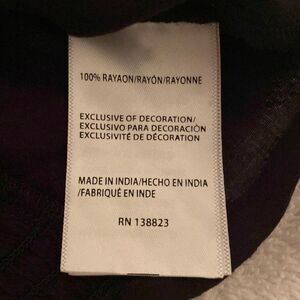 100% RAYAON/RAYÓN/RAYONNE
EXCLUSIVE OF DECORATION/
EXCLUSIVO PARA DECORACIÓN
EXCLUSIVITÉ DE DÉCORATION
MADE IN INDIA/HECHO EN INDIA
/FABRIQUÉ EN INDE
RN 138823